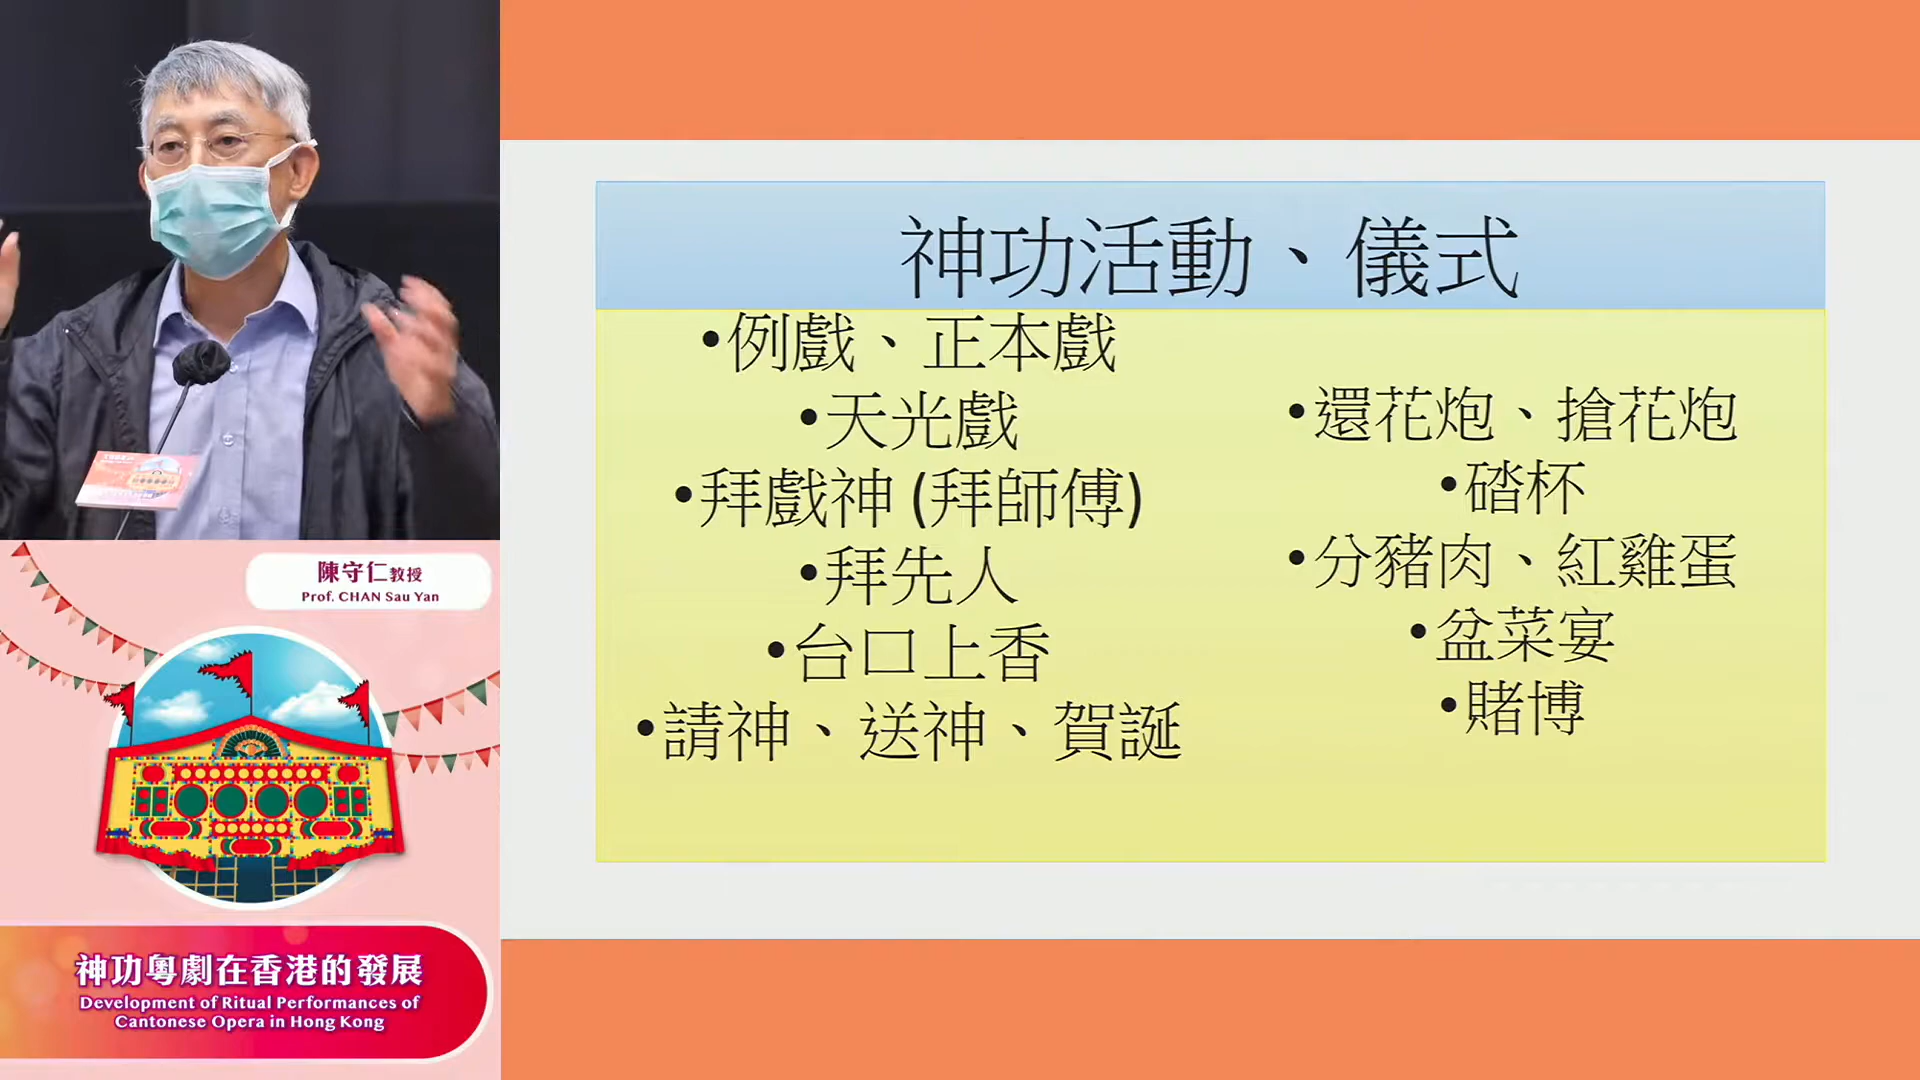 陳守仁教授
Prof. CHAN Sau Yan
神功粵劇在香港的發展
Development of Ritual Performances of
Cantonese Opera in Hong Kong
神功活動、儀式
•例戲、正本戲
•天光戲
•拜戲神 (拜師傅)
•拜先人
•台口上香
•請神、送神、賀誕
•還花炮、搶花炮
•碴杯
•分豬肉、紅雞蛋
•盆菜宴
•賭博